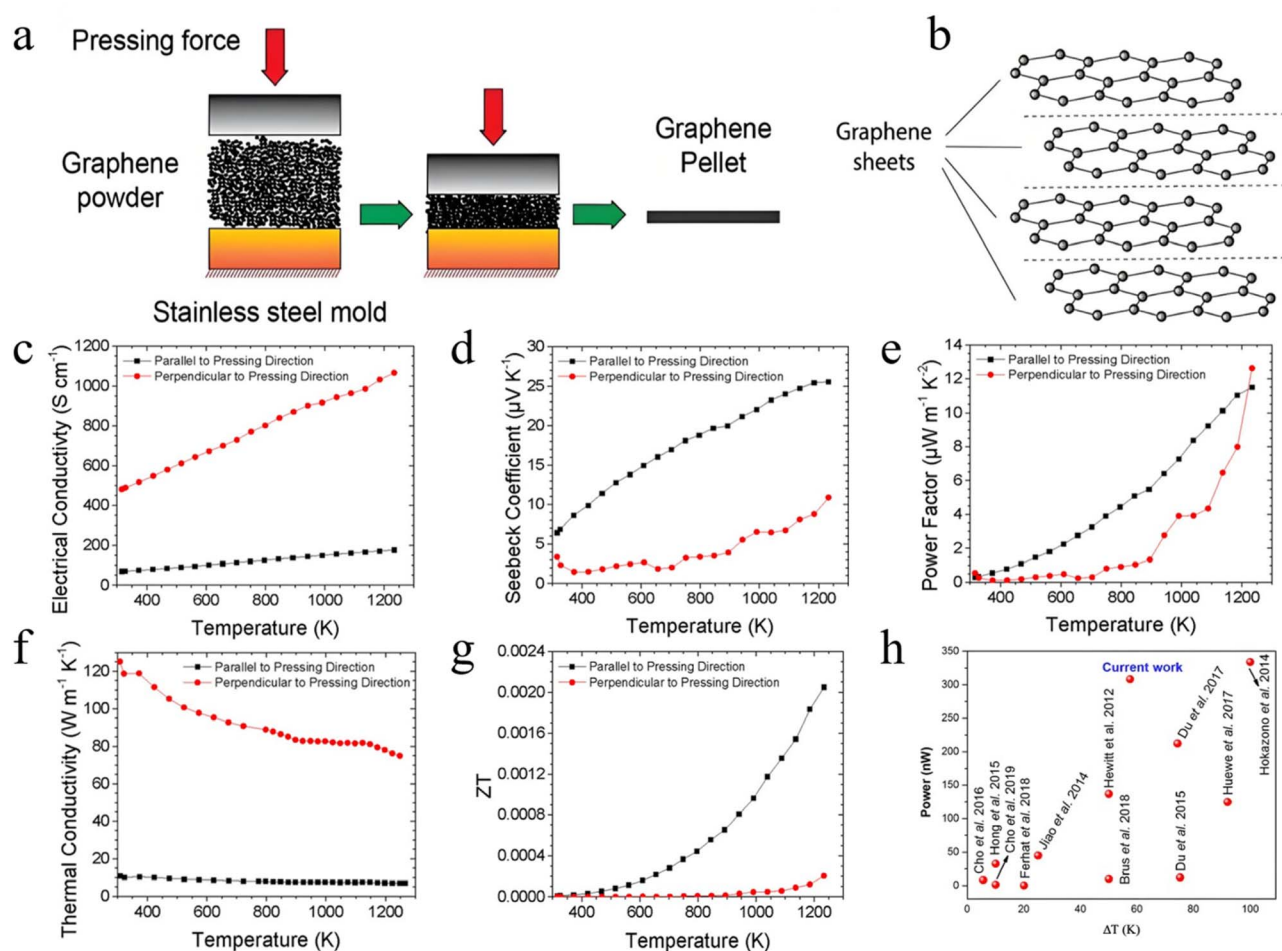 a
Pressing force
Graphene
powder
Stainless steel mold
Graphene
Pellet
b
Graphene
sheets
c
Electrical Conductivty (S cm⁻¹)
1200
1000
800
600
400
200
0
Parallel to Pressing Direction
Perpendicular to Pressing Direction
400 600 800 1000 1200
Temperature (K)
d
Seebeck Coefficient (µV K⁻¹)
30
25
20
15
10
5
0
Parallel to Pressing Direction
Perpendicular to Pressing Direction
400 600 800 1000 1200
Temperature (K)
e
Power Factor (µW m⁻¹ K⁻²)
14
12
10
8
6
4
2
0
Parallel to Pressing Direction
Perpendicular to Pressing Direction
400 600 800 1000 1200
Temperature (K)
f
Thermal Conductivity (W m⁻¹ K⁻¹)
120
100
80
60
40
20
0
Parallel to Pressing Direction
Perpendicular to Pressing Direction
400 600 800 1000 1200
Temperature (K)
g
ZT
0.0024
0.0020
0.0016
0.0012
0.0008
0.0004
0.0000
Parallel to Pressing Direction
Perpendicular to Pressing Direction
400 600 800 1000 1200
Temperature (K)
h
Power (nW)
350
300
250
200
150
100
50
0
Current work
Cho et al. 2016
Hong et al. 2015
Cho et al. 2019
Ferhat et al. 2018
Jiao et al. 2014
Hewitt et al. 2012
Brus et al. 2018
Du et al. 2017
Du et al. 2015
Huewe et al. 2017
Hokazono et al. 2014
0 20 40 60 80 100
ΔT (K)